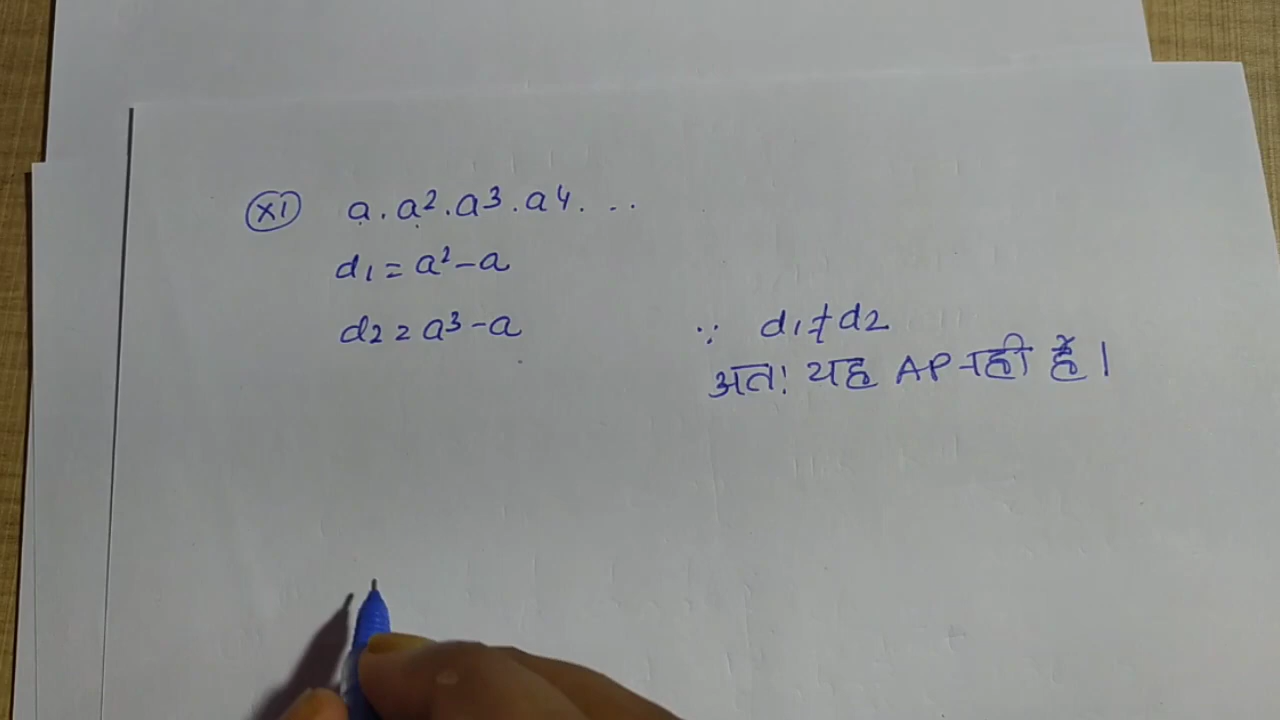 XI a . a² . a³ . a⁴ . . .
d₁ = a² - a
d₂ = a³ - a
∵ d₁ ≠ d₂
अतः यह AP नही है ।